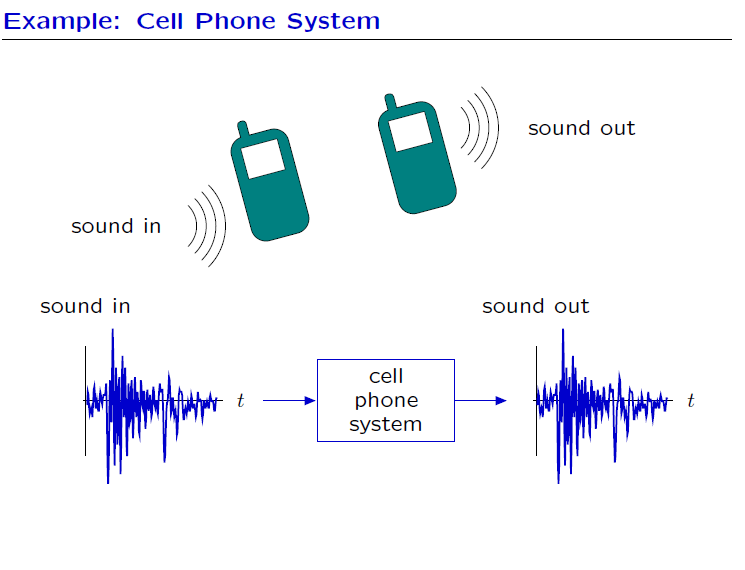 Example: Cell Phone System
sound out
sound in
sound in
sound out
t
cell
phone
system
t